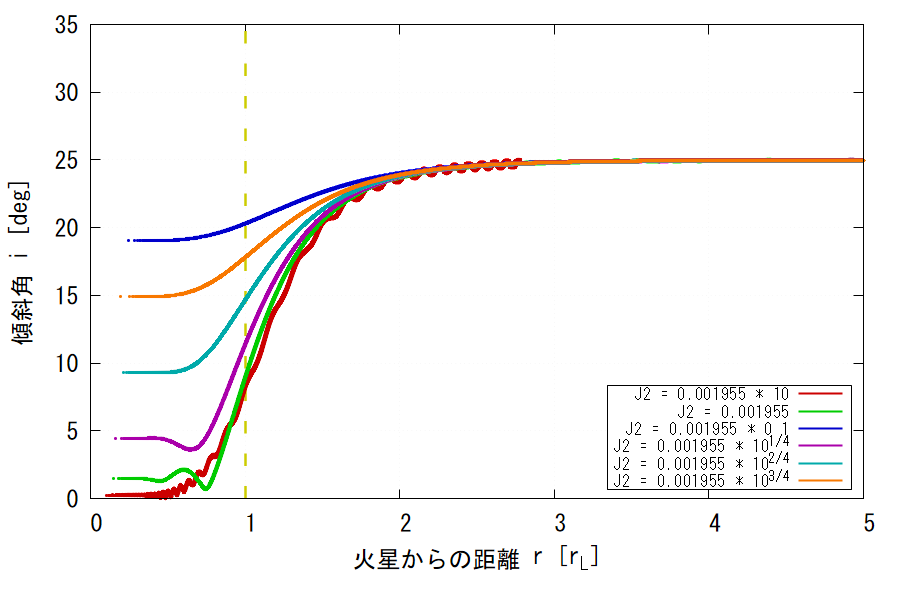 35
30
25
20
15
10
5
0
傾斜角 i [deg]
J2 = 0.001955 * 10
J2 = 0.001955
J2 = 0.001955 * 0.1
J2 = 0.001955 * 10^1/4
J2 = 0.001955 * 10^2/4
J2 = 0.001955 * 10^3/4
0 1 2 3 4 5
火星からの距離 r [r_L]